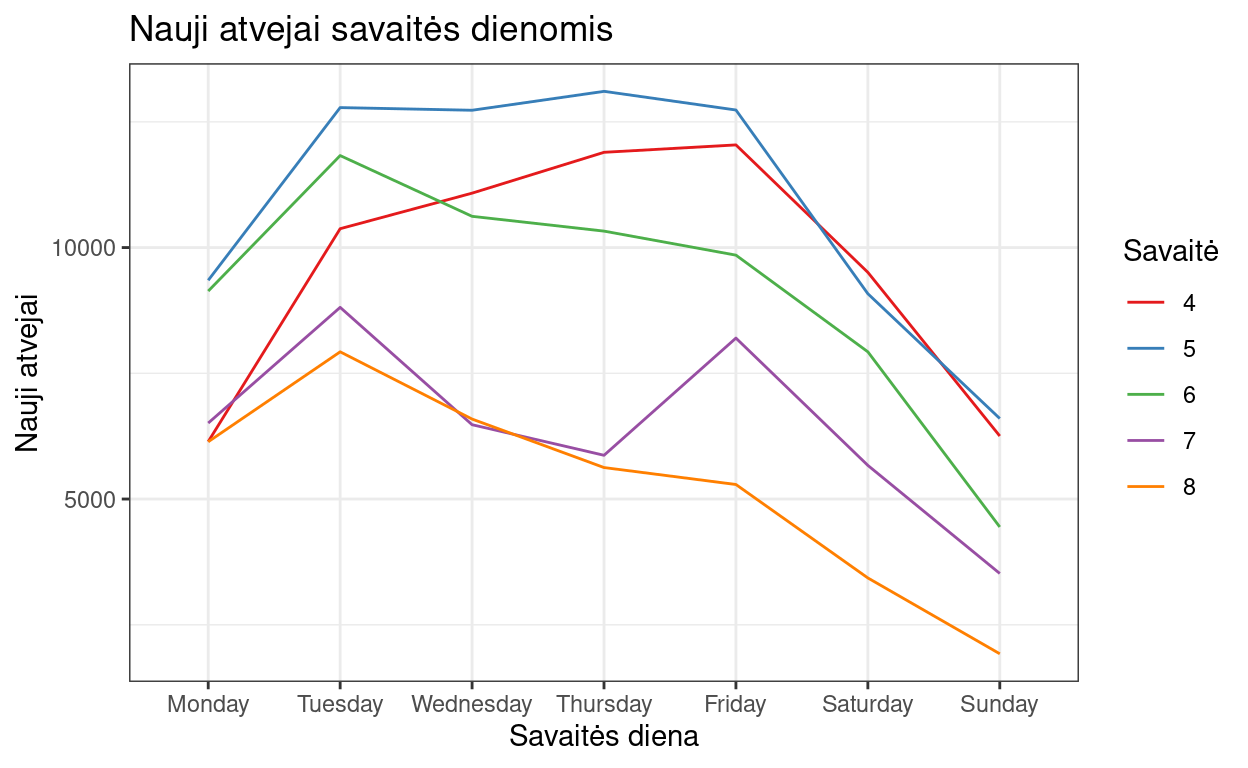 Nauji atvejai savaitės dienomis
Nauji atvejai
10000
5000
Monday Tuesday Wednesday Thursday Friday Saturday Sunday
Savaitės diena
Savaitė
4
5
6
7
8